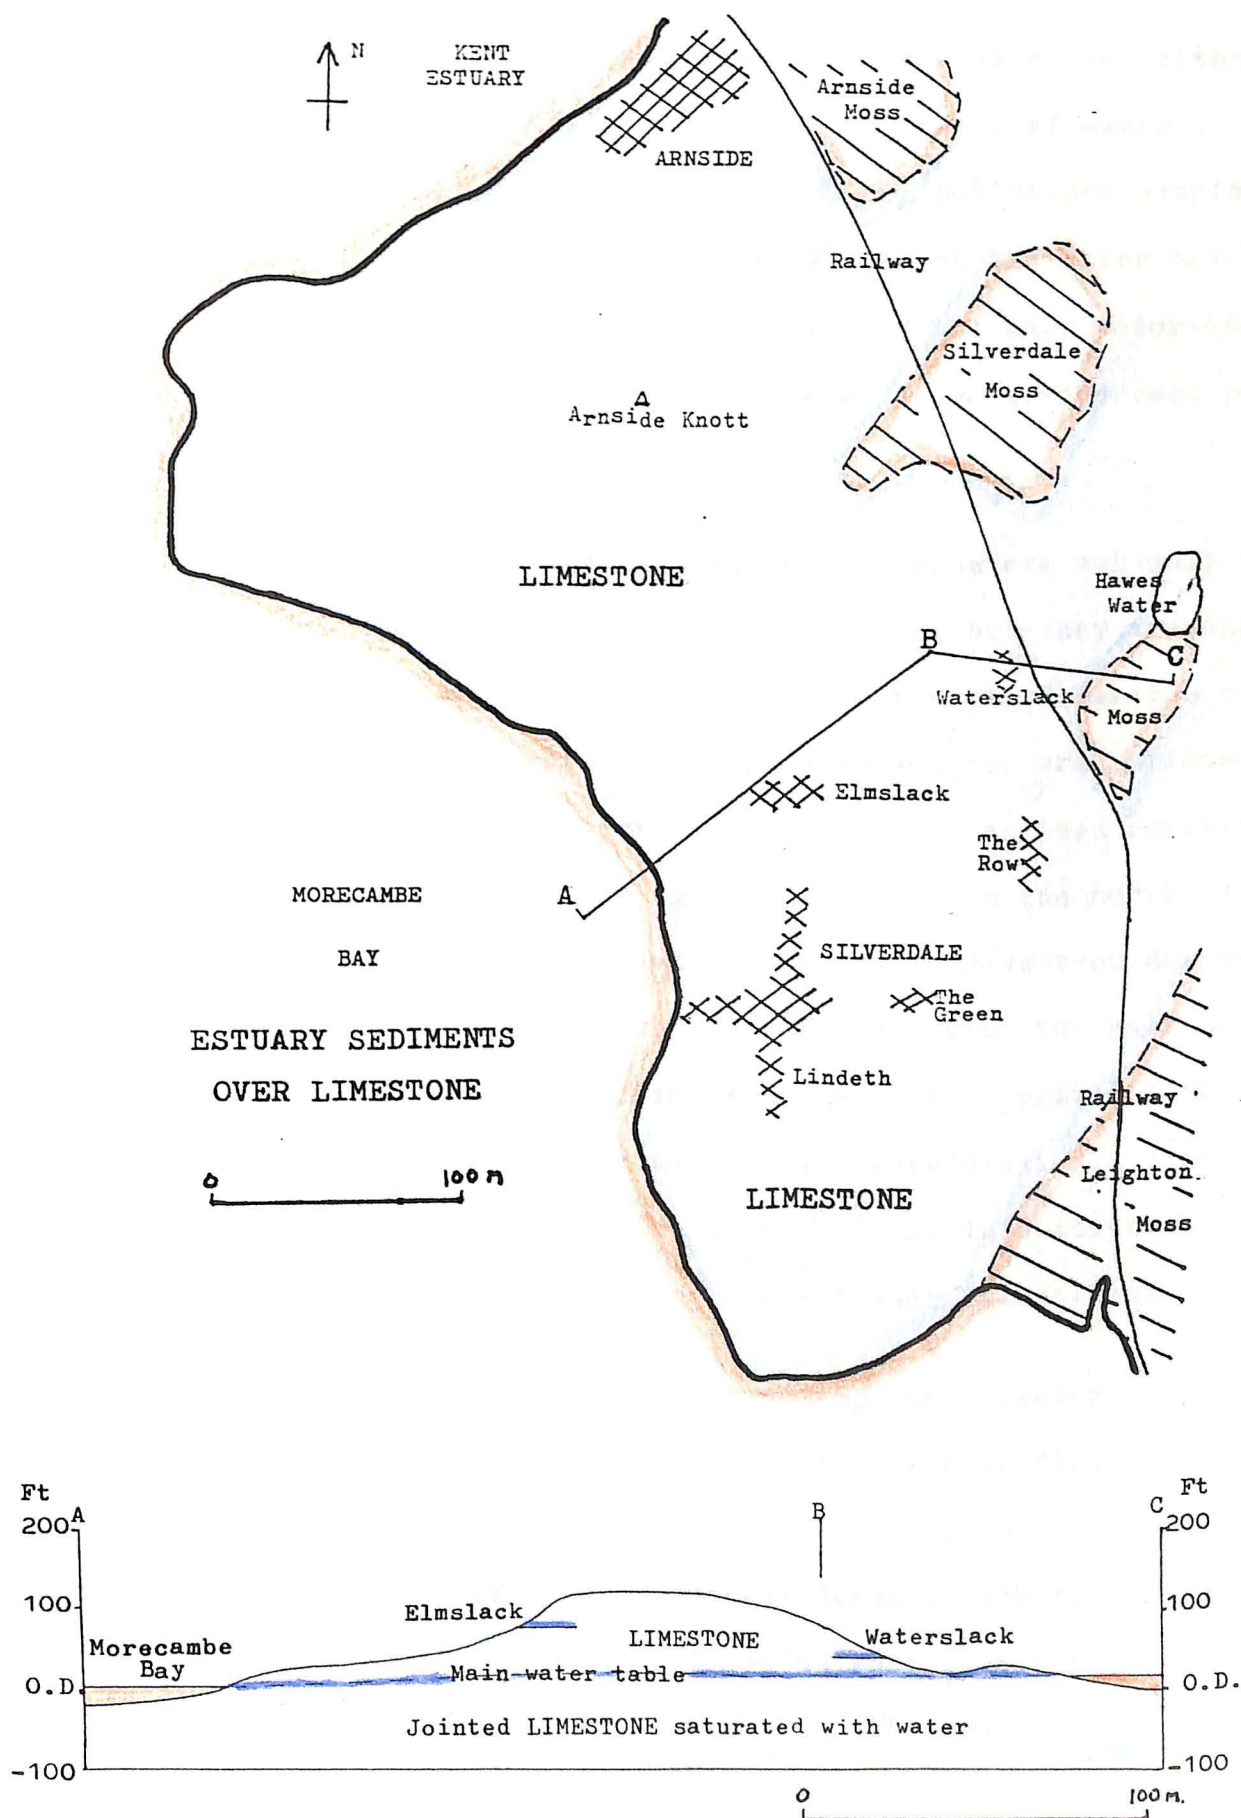 N
KENT
ESTUARY
Arnside
Moss
ARNSIDE
Railway
Silverdale
Moss
Arnside Knott
LIMESTONE
Hawes
Water
B
C
Waterslack
Moss
Elmslack
The
Row
A
MORECAMBE
BAY
SILVERDALE
The
Green
ESTUARY SEDIMENTS
OVER LIMESTONE
Lindeth
Railway
0 100 m
Leighton
Moss
LIMESTONE
Ft
A
B
C
Ft
200
200
100
100
Elmslack
LIMESTONE
Waterslack
Morecambe
Bay
Main water table
O.D.
O.D.
Jointed LIMESTONE saturated with water
-100
-100
0 100 m.